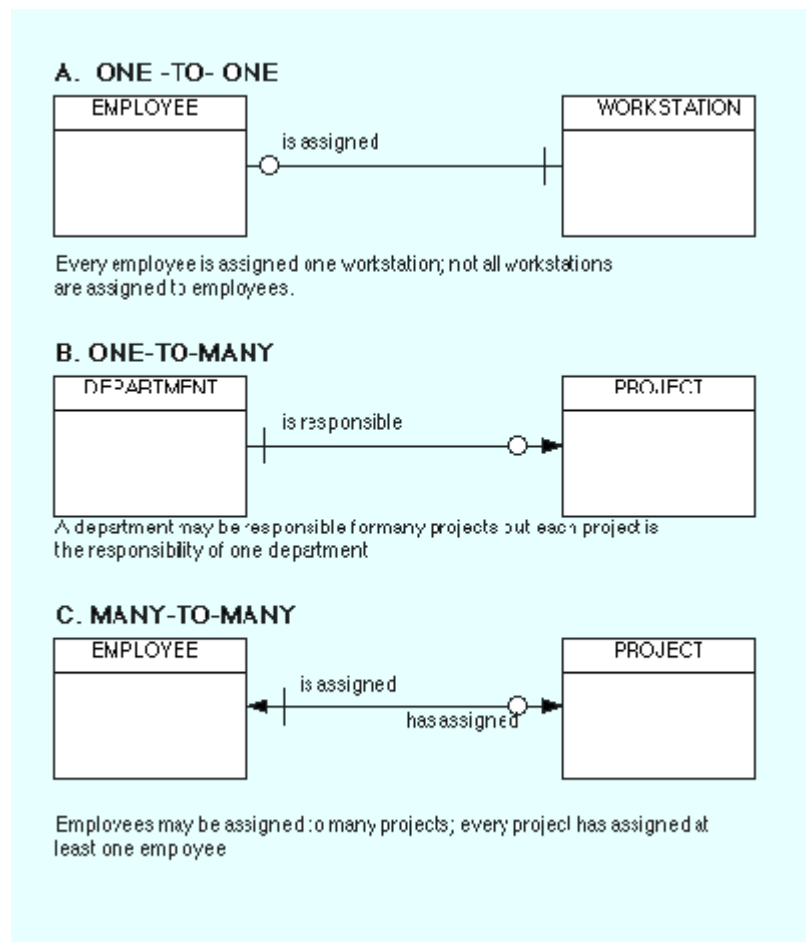 A. ONE -TO- ONE
EMPLOYEE
WORKSTATION
is assigned
Every employee is assigned one workstation; not all workstations
are assigned to employees.
B. ONE-TO-MANY
DEPARTMENT
PROJECT
is responsible
A department may be responsible for many projects but each project is
the responsibility of one department
C. MANY-TO-MANY
EMPLOYEE
PROJECT
is assigned
has assigned
Employees may be assigned to many projects; every project has assigned at
least one employee